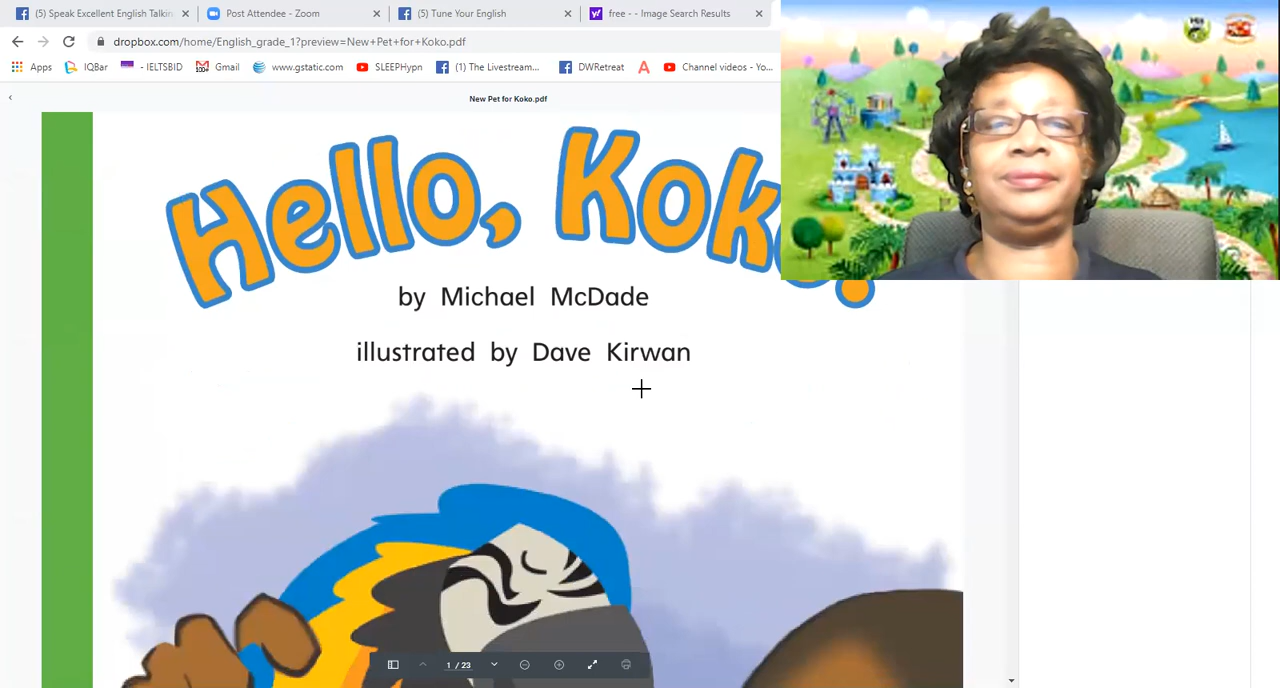 (5) Speak Excellent English Talkin
Post Attendee - Zoom
(5) Tune Your English
free - - Image Search Results
dropbox.com/home/English_grade_1?preview=New+Pet+for+Koko.pdf
Apps
IQBar
- IELTSBID
Gmail
www.gstatic.com
SLEEPHypn
(1) The Livestream...
DWRetreat
Channel videos - Yo...
New Pet for Koko.pdf
Hello, Koko!
by Michael McDade
illustrated by Dave Kirwan
1 / 23